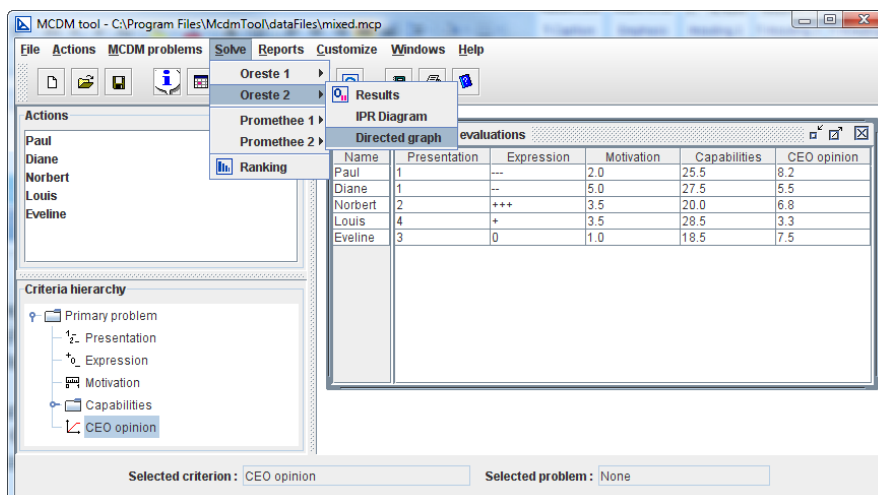 MCDM tool - C:\Program Files\McdmTool\dataFiles\mixed.mcp
File Actions MCDM problems Solve Reports Customize Windows Help
Oreste 1
Oreste 2
Promethee 1
Promethee 2
Ranking
Results
IPR Diagram
Directed graph
Actions
Paul
Diane
Norbert
Louis
Eveline
evaluations
Name Presentation Expression Motivation Capabilities CEO opinion
Paul 1 --- 2.0 25.5 8.2
Diane 1 -- 5.0 27.5 5.5
Norbert 2 +++ 3.5 20.0 6.8
Louis 4 + 3.5 28.5 3.3
Eveline 3 0 1.0 18.5 7.5
Criteria hierarchy
Primary problem
Presentation
Expression
Motivation
Capabilities
CEO opinion
Selected criterion : CEO opinion Selected problem : None